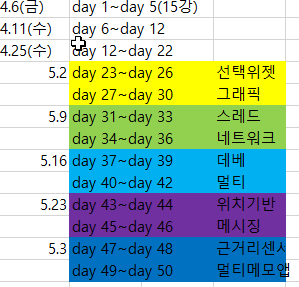 4.6(금) day 1~day 5(15강)
4.11(수) day 6~day 12
4.25(수) day 12~day 22
5.2 day 23~day 26 선택위젯
day 27~day 30 그래픽
5.9 day 31~day 33 스레드
day 34~day 36 네트워크
5.16 day 37~day 39 데베
day 40~day 42 멀티
5.23 day 43~day 44 위치기반
day 45~day 46 메시징
5.3 day 47~day 48 근거리센서
day 49~day 50 멀티메모앱